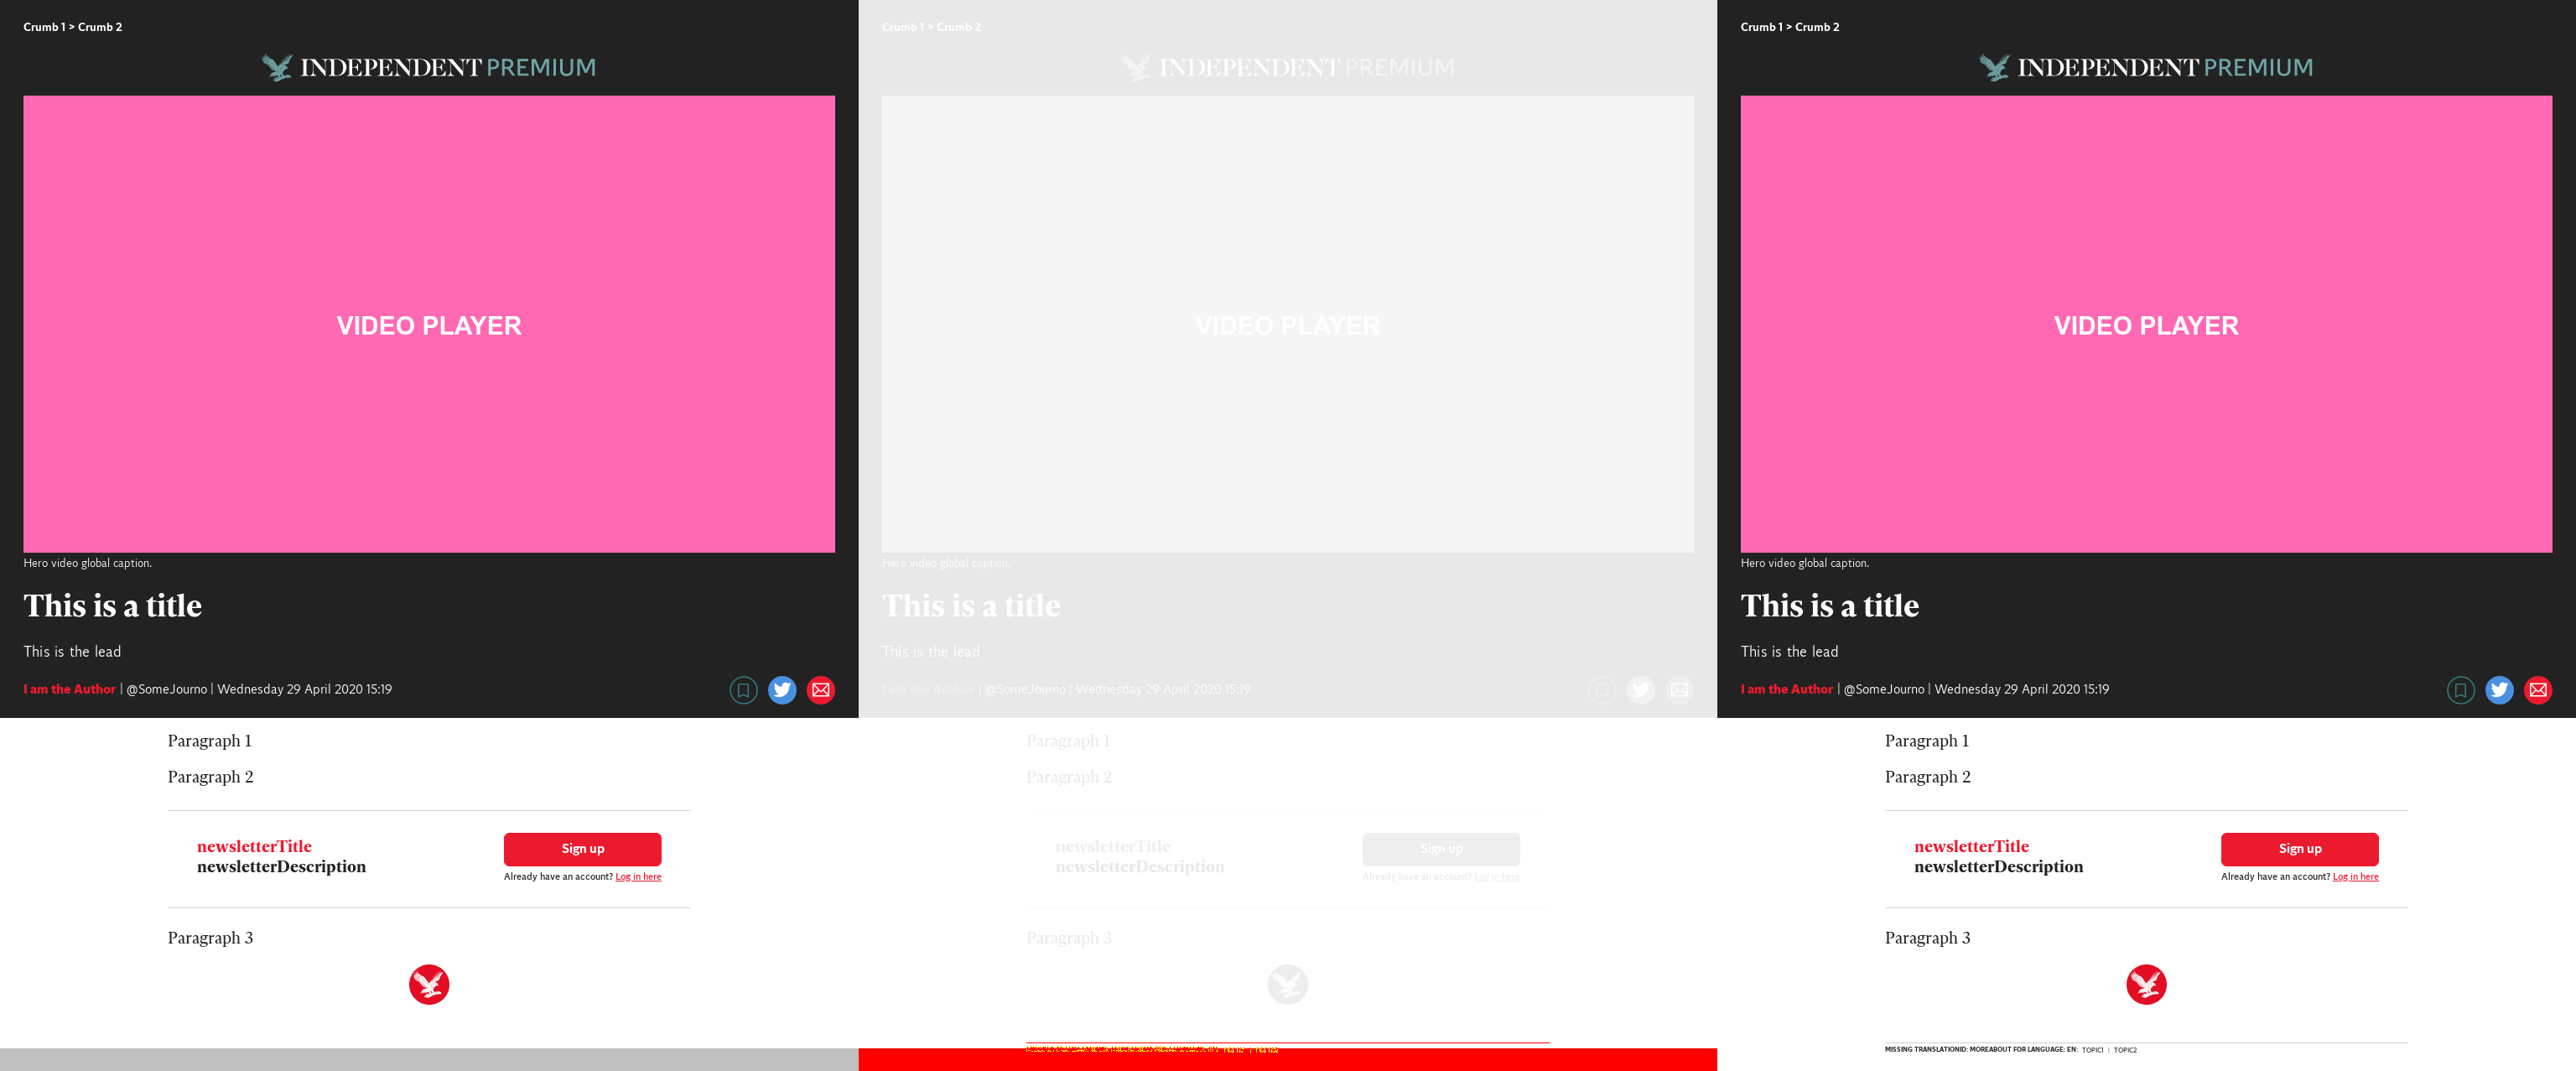 Crumb 1 > Crumb 2
INDEPENDENT PREMIUM
VIDEO PLAYER
Hero video global caption.
This is a title
This is the lead
I am the Author | @SomeJourno | Wednesday 29 April 2020 15:19
Paragraph 1
Paragraph 2
newsletterTitle
newsletterDescription
Sign up
Already have an account? Log in here
Paragraph 3
Crumb 1 > Crumb 2
INDEPENDENT PREMIUM
VIDEO PLAYER
Hero video global caption.
This is a title
This is the lead
I am the Author | @SomeJourno | Wednesday 29 April 2020 15:19
Paragraph 1
Paragraph 2
newsletterTitle
newsletterDescription
Sign up
Already have an account? Log in here
Paragraph 3
Crumb 1 > Crumb 2
INDEPENDENT PREMIUM
VIDEO PLAYER
Hero video global caption.
This is a title
This is the lead
I am the Author | @SomeJourno | Wednesday 29 April 2020 15:19
Paragraph 1
Paragraph 2
newsletterTitle
newsletterDescription
Sign up
Already have an account? Log in here
Paragraph 3
MISSING TRANSLATIONID: MOREABOUT FOR LANGUAGE: EN: TOPIC1 | TOPIC2